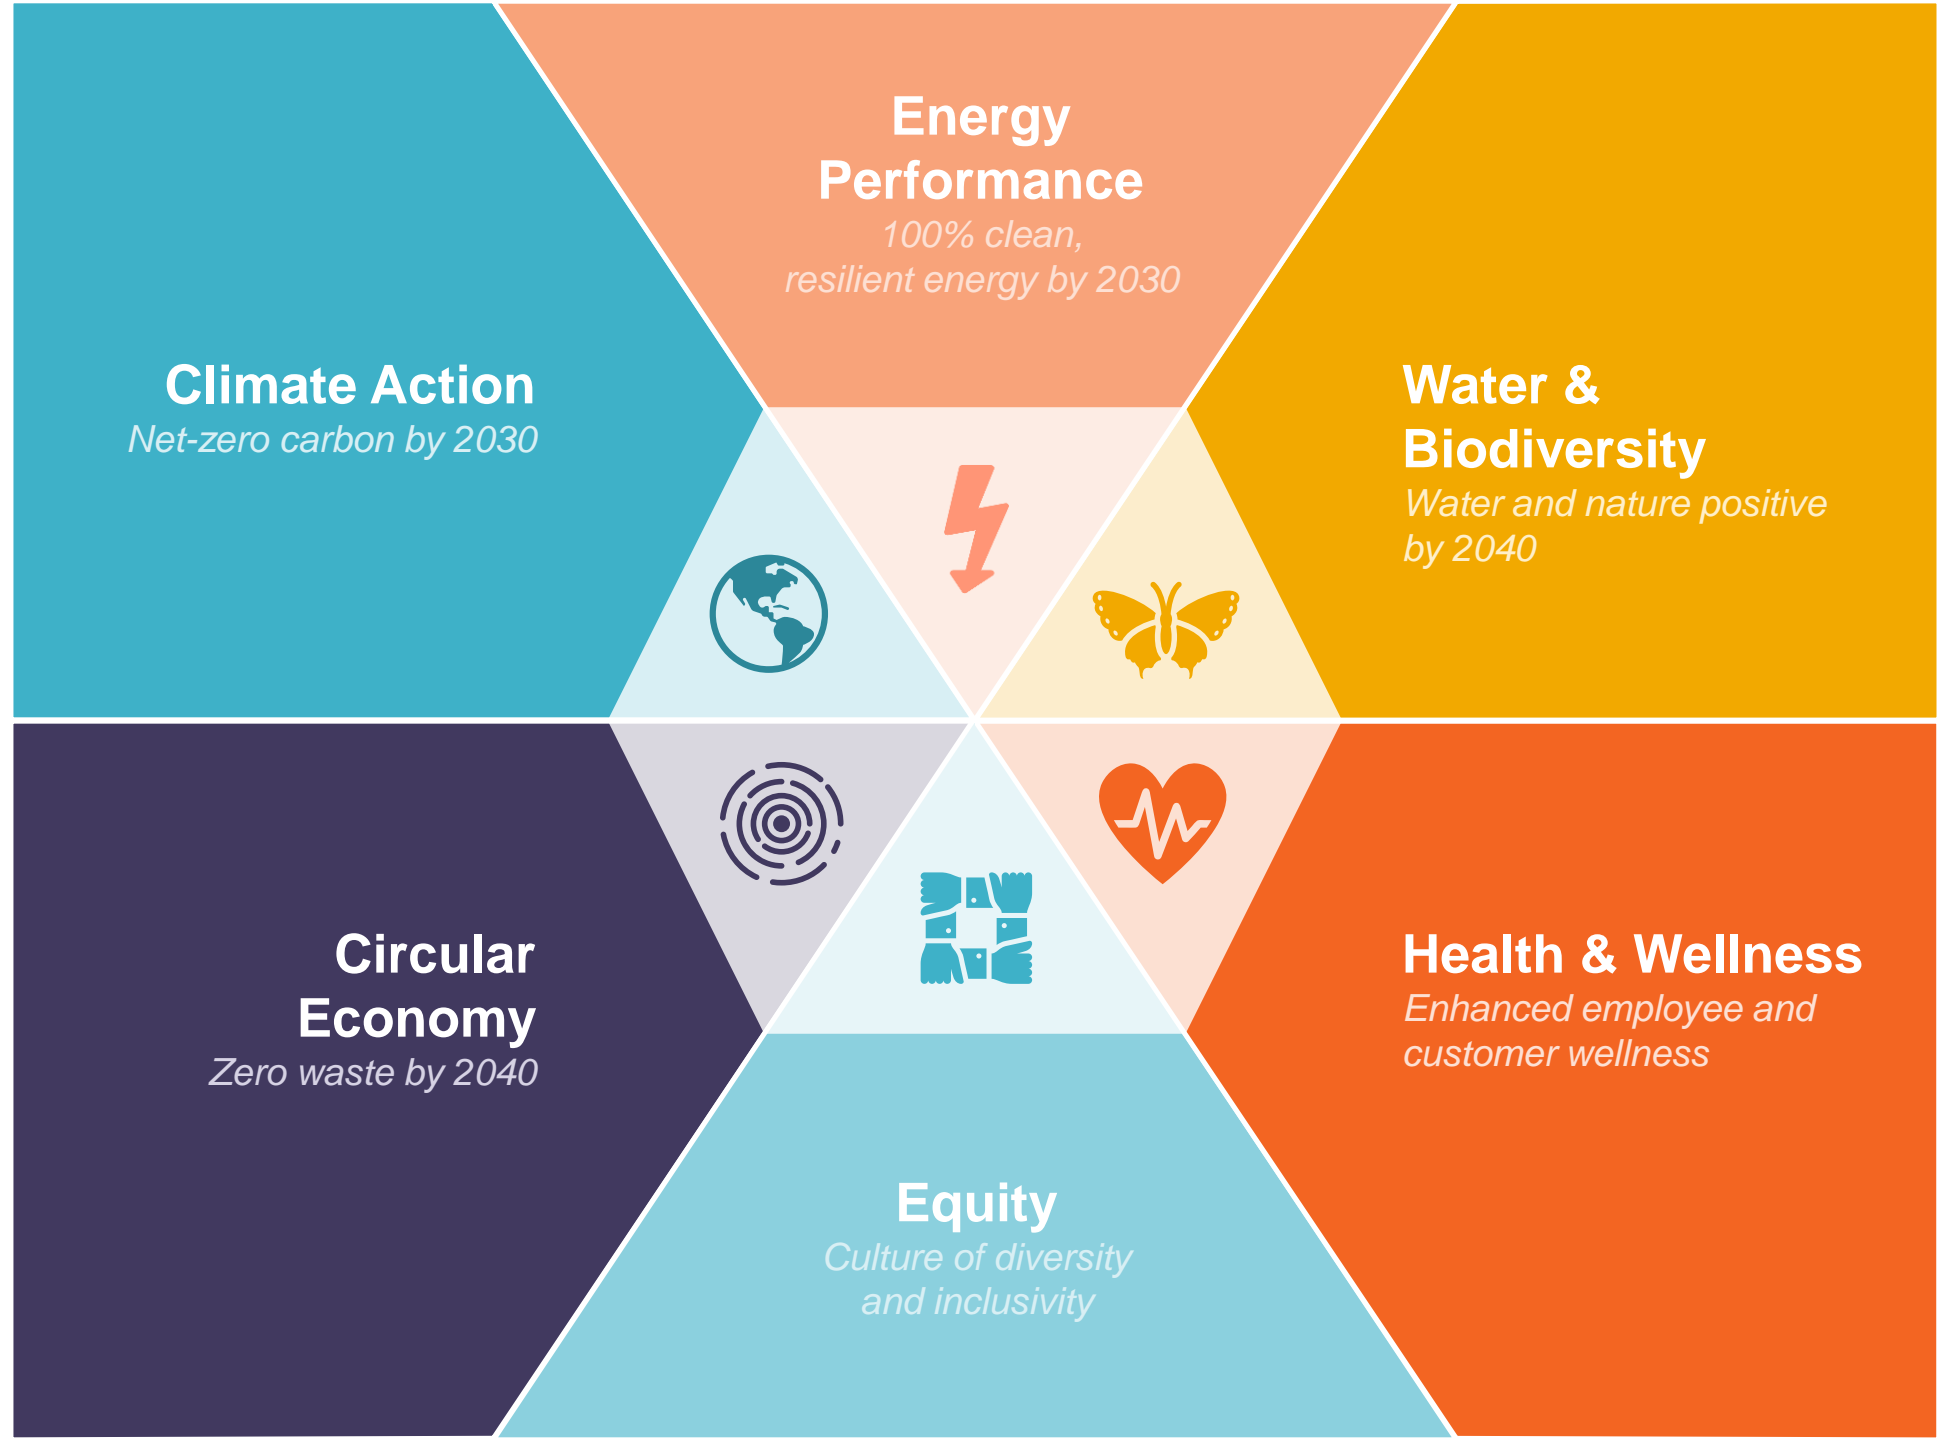 Energy
Performance
100% clean,
resilient energy by 2030
Climate Action
Net-zero carbon by 2030
Water &
Biodiversity
Water and nature positive
by 2040
Circular
Economy
Zero waste by 2040
Health & Wellness
Enhanced employee and
customer wellness
Equity
Culture of diversity
and inclusivity